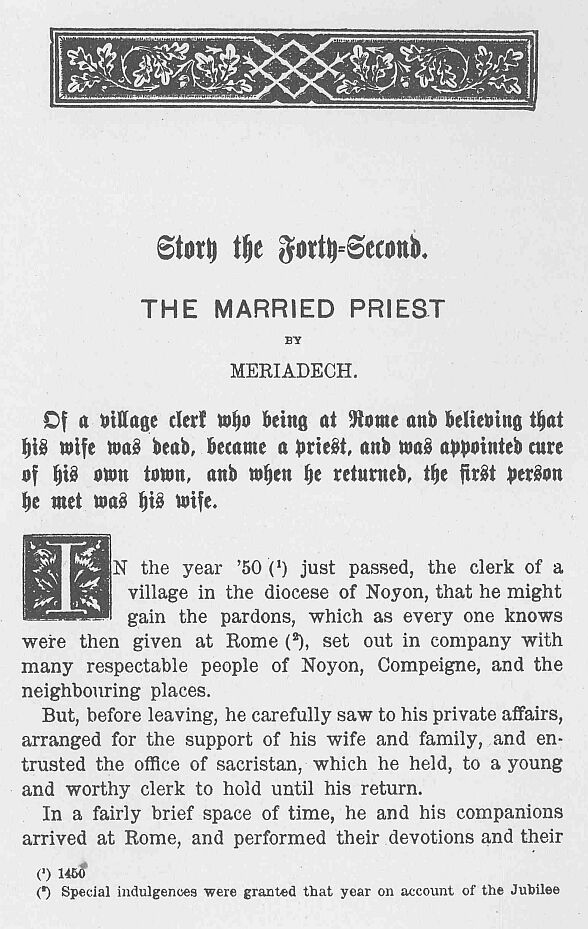 Story the Forty-Second.
THE MARRIED PRIEST
BY
MERIADECH.
Of a village clerk who being at Rome and believing that
his wife was dead, became a priest, and was appointed cure
of his own town, and when he returned, the first person
he met was his wife.
IN the year '50 (¹) just passed, the clerk of a
village in the diocese of Noyon, that he might
gain the pardons, which as every one knows
were then given at Rome (²), set out in company with
many respectable people of Noyon, Compeigne, and the
neighbouring places.
But, before leaving, he carefully saw to his private affairs,
arranged for the support of his wife and family, and en-
trusted the office of sacristan, which he held, to a young
and worthy clerk to hold until his return.
In a fairly brief space of time, he and his companions
arrived at Rome, and performed their devotions and their
(¹) 1450
(²) Special indulgences were granted that year on account of the Jubilee